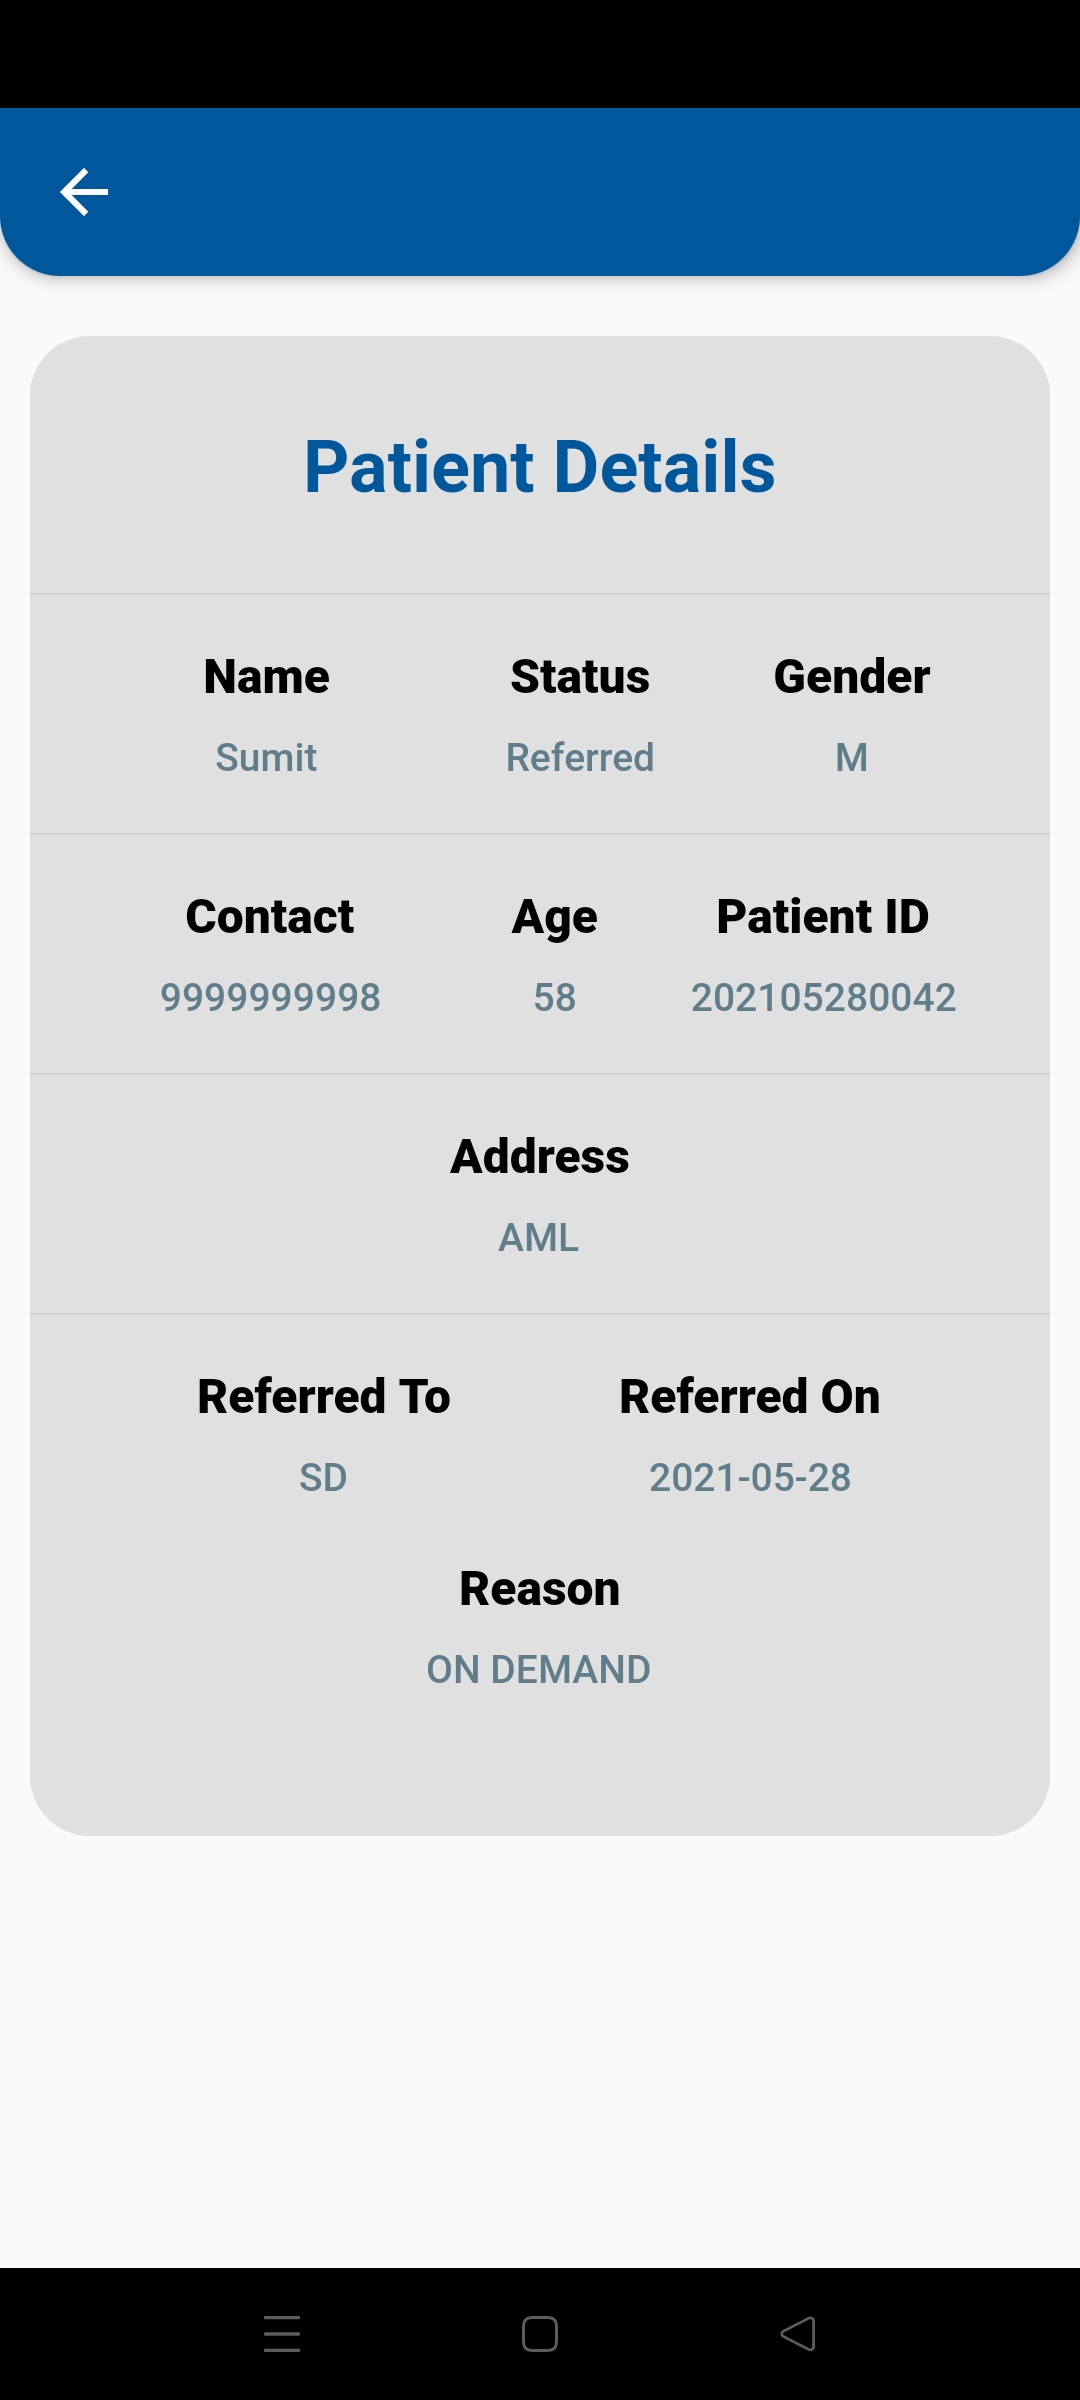 Patient Details
Name Status Gender
Sumit Referred M
Contact Age Patient ID
9999999998 58 202105280042
Address
AML
Referred To Referred On
SD 2021-05-28
Reason
ON DEMAND